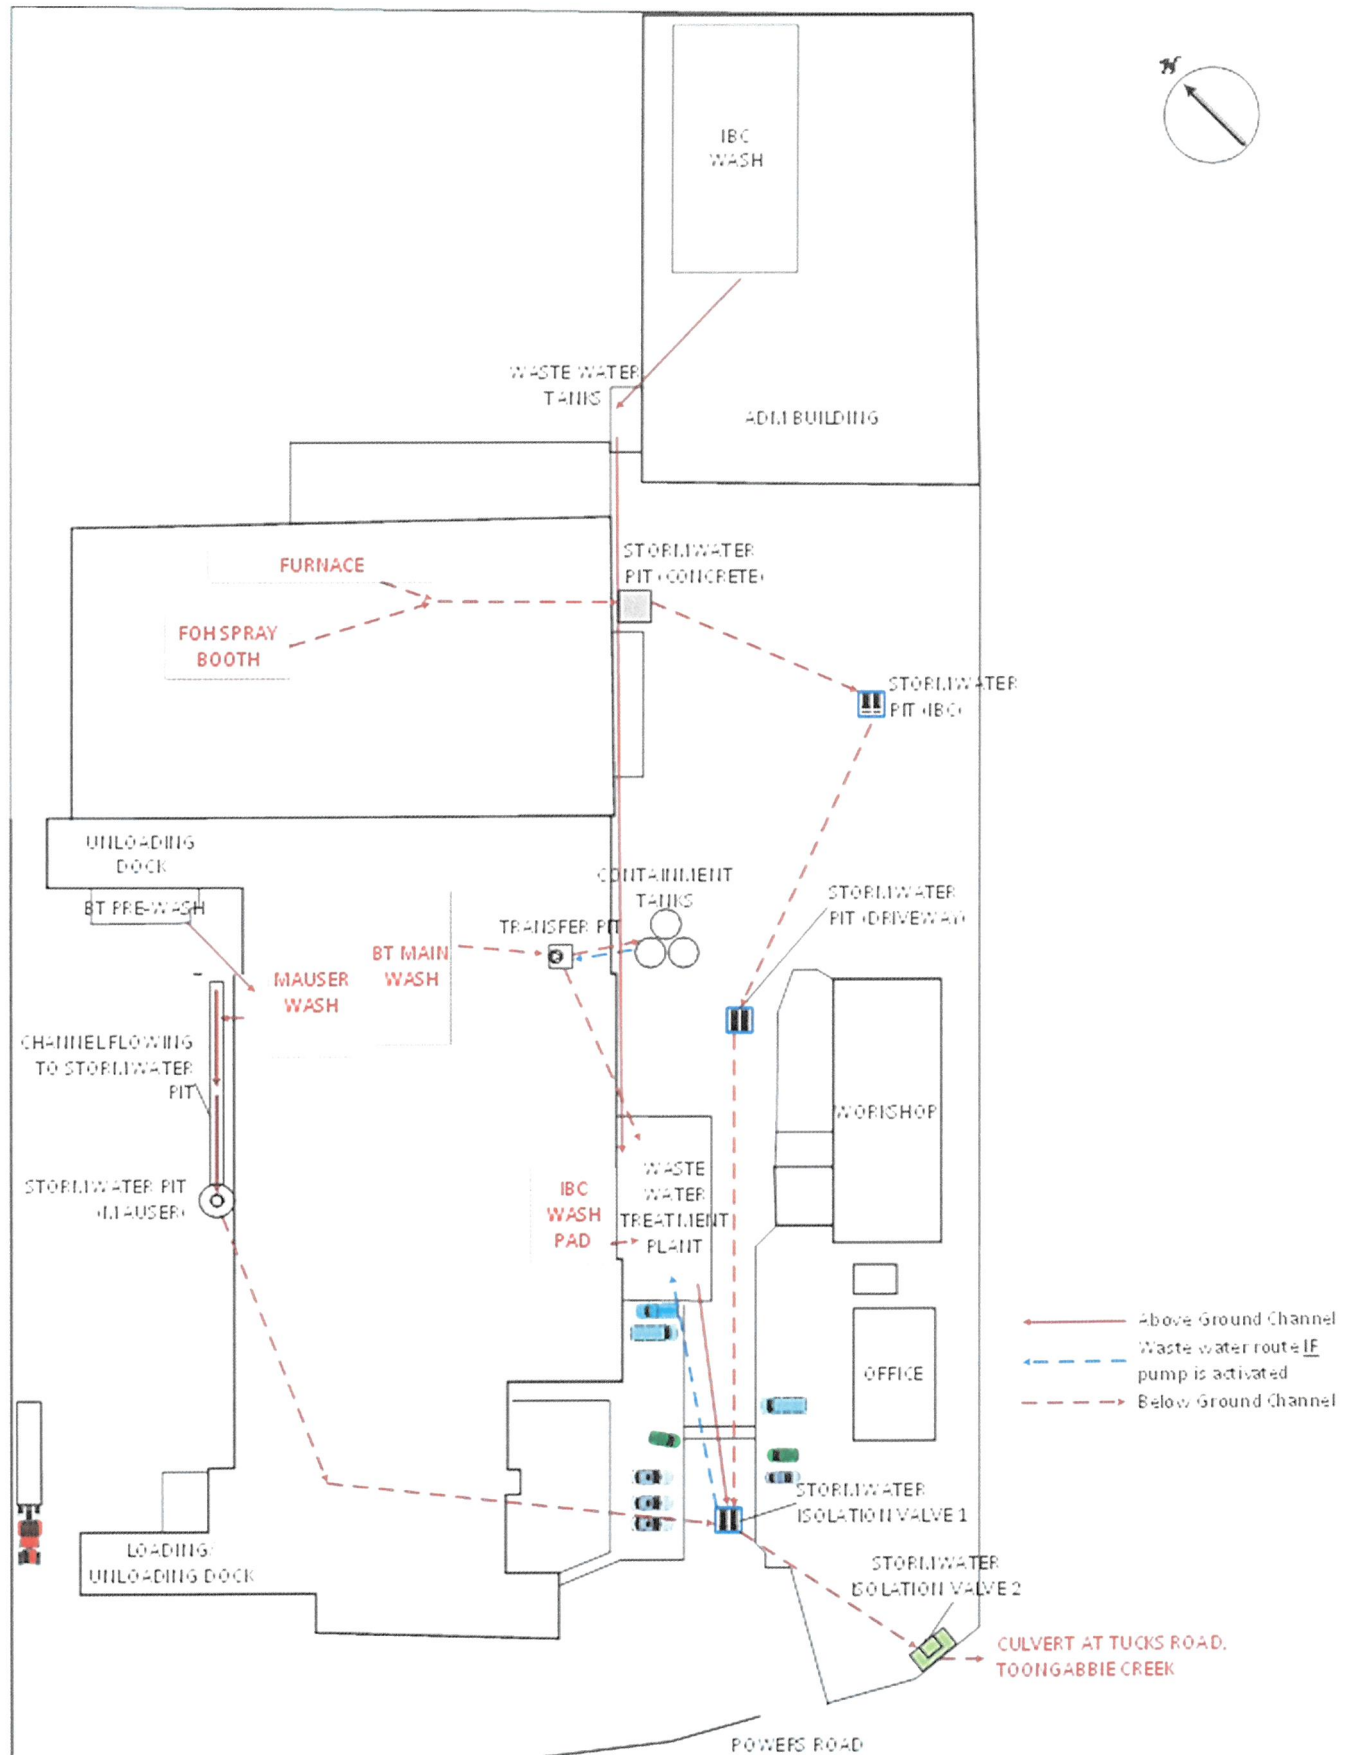 N
IBC
WASH
WASTE WATER
TANKS
ADM BUILDING
FURNACE
STORMWATER
PIT (CONCRETE)
FOH SPRAY
BOOTH
STORMWATER
PIT (IBC)
UNLOADING
DOCK
BT PRE-WASH
CONTAINMENT
TANKS
STORMWATER
PIT (DRIVEWAY)
TRANSFER PIT
BT MAIN
WASH
MAUSER
WASH
CHANNEL FLOWING
TO STORMWATER
PIT
WORKSHOP
STORMWATER PIT
(MAUSER)
IBC
WASH
PAD
WASTE
WATER
TREATMENT
PLANT
Above Ground Channel
Waste water route IF
pump is activated
Below Ground Channel
OFFICE
STORMWATER
ISOLATION VALVE 1
LOADING/
UNLOADING DOCK
STORMWATER
ISOLATION VALVE 2
CULVERT AT TUCKS ROAD,
TOONGABBIE CREEK
POWERS ROAD